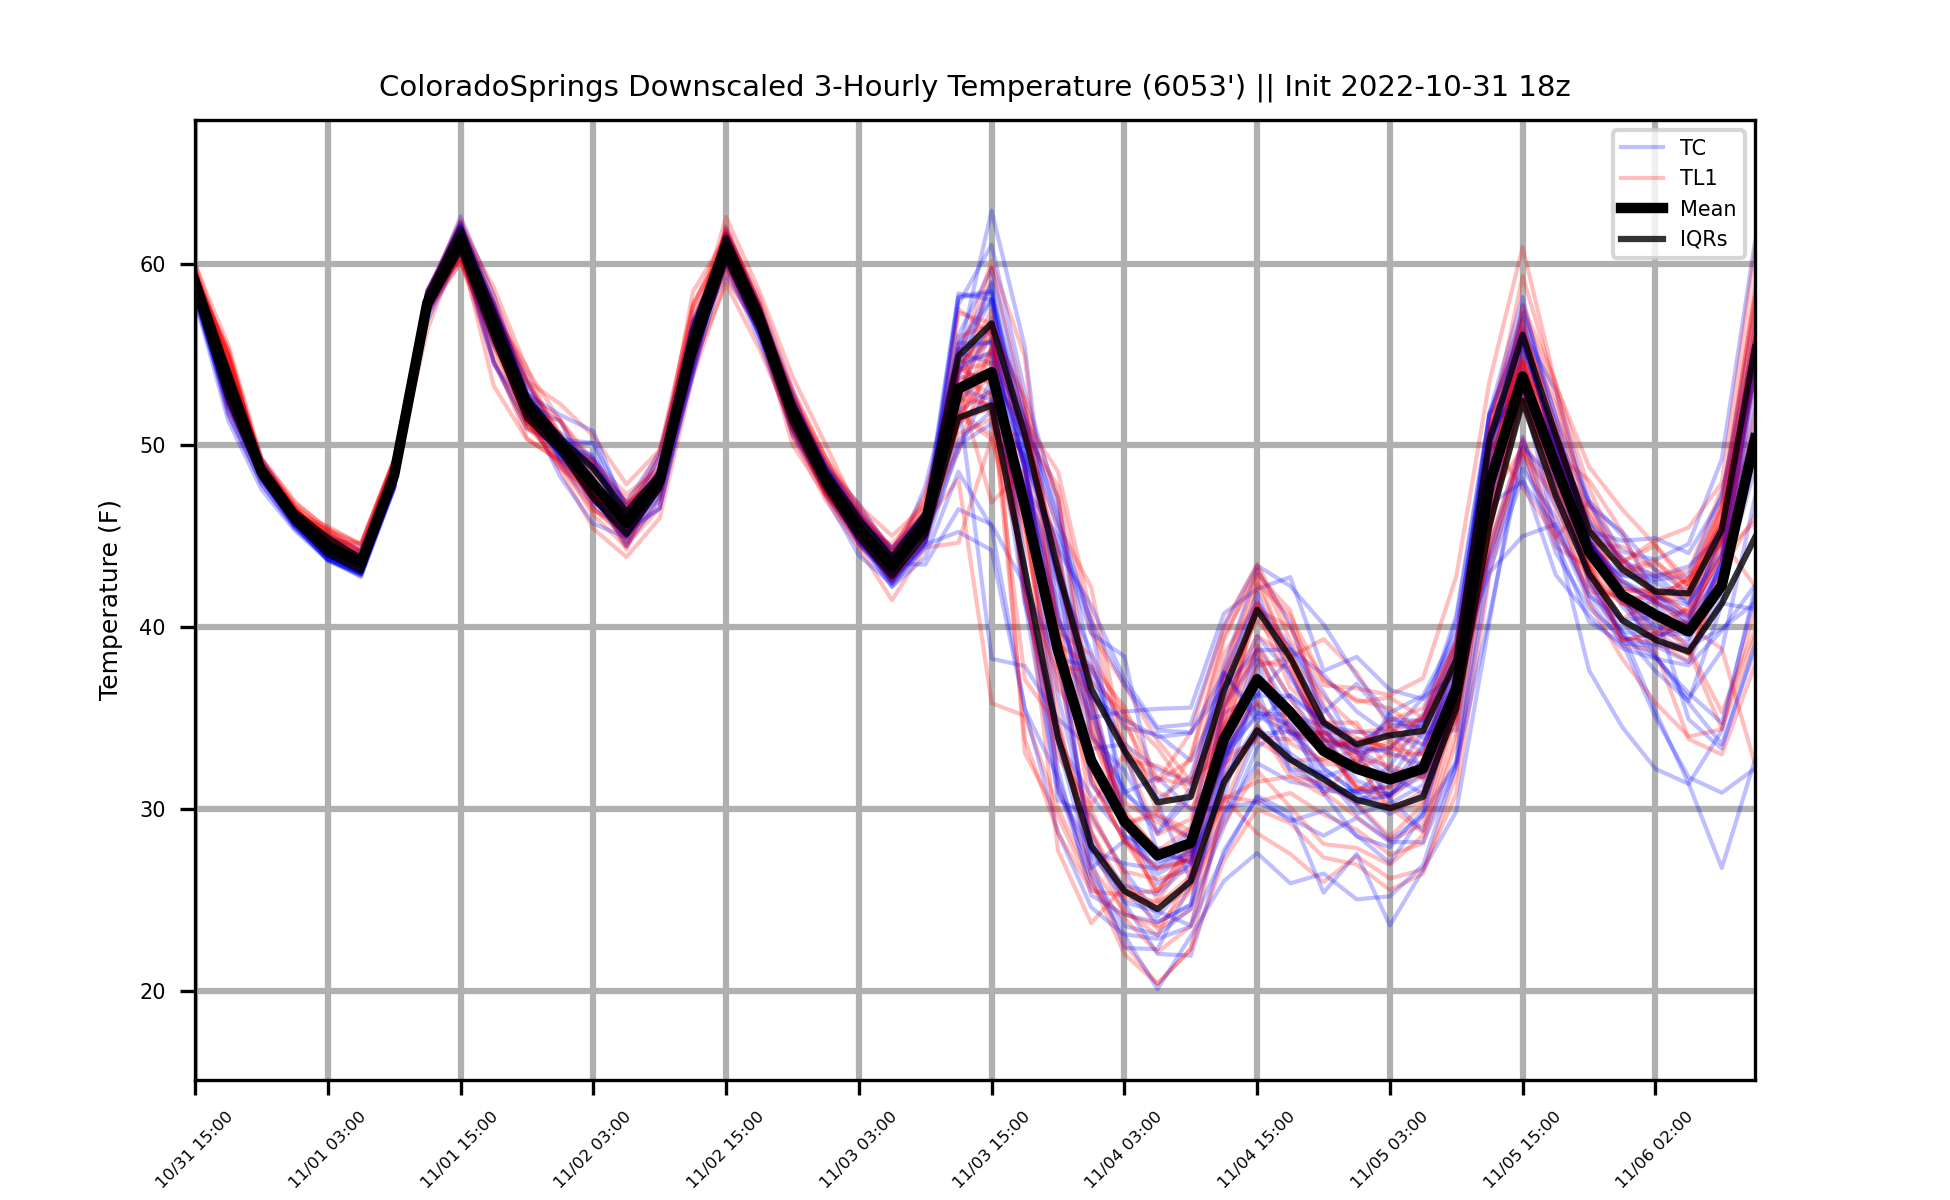 ColoradoSprings Downscaled 3-Hourly Temperature (6053') || Init 2022-10-31 18z
TC
TL1
Mean
IQRs
Temperature (F)
60
50
40
30
20
10/31 15:00
11/01 03:00
11/01 15:00
11/02 03:00
11/02 15:00
11/03 03:00
11/03 15:00
11/04 03:00
11/04 15:00
11/05 03:00
11/05 15:00
11/06 02:00